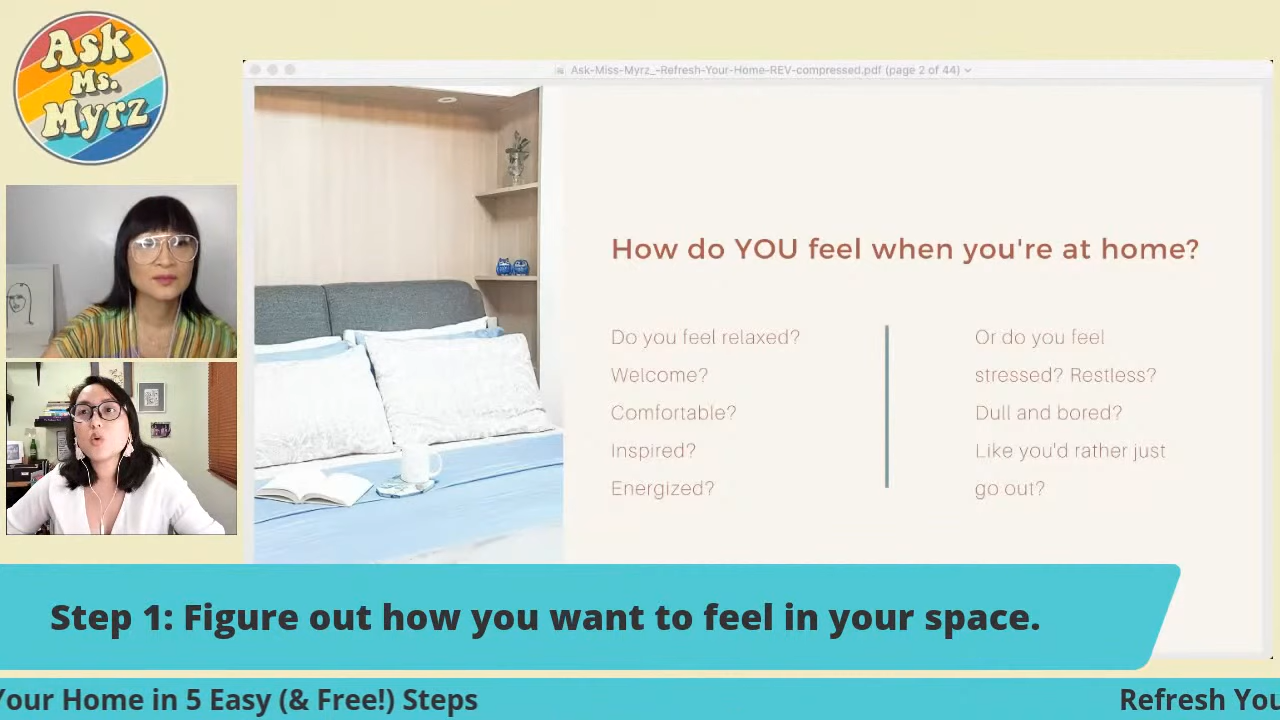 Ask
Ms.
Myrz
Ask-Miss-Myrz_-Refresh-Your-Home-REV-compressed.pdf (page 2 of 44)
How do YOU feel when you're at home?
Do you feel relaxed?
Welcome?
Comfortable?
Inspired?
Energized?
Or do you feel
stressed? Restless?
Dull and bored?
Like you'd rather just
go out?
Step 1: Figure out how you want to feel in your space.
Your Home in 5 Easy (& Free!) Steps
Refresh You